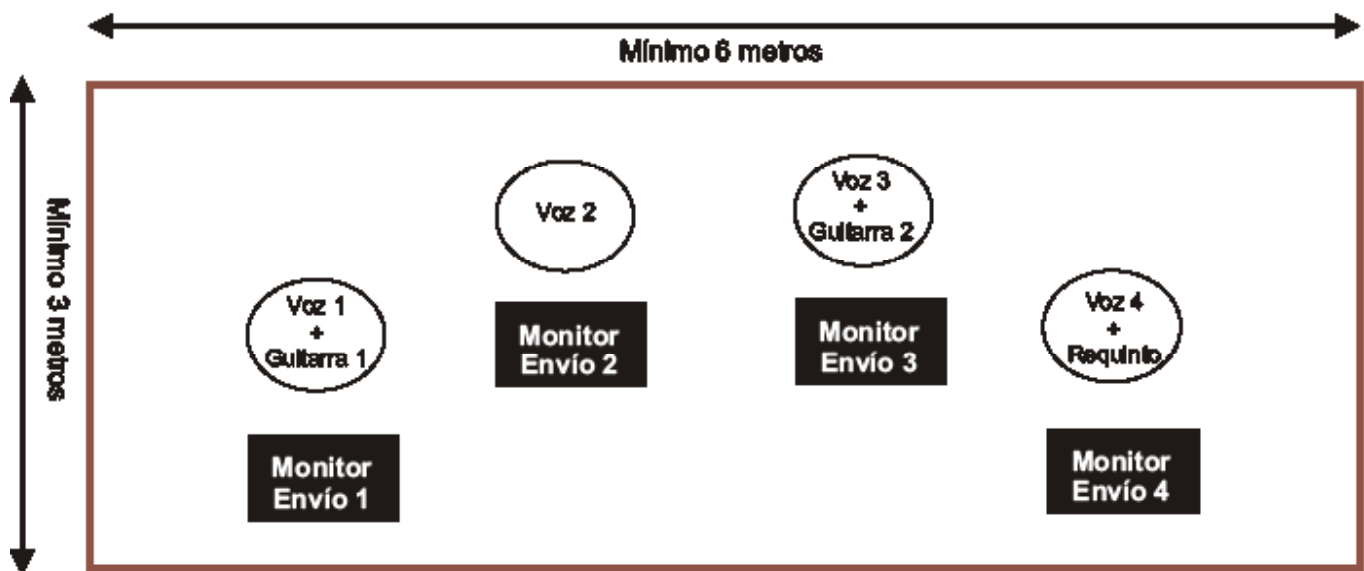 Mínimo 6 metros
Mínimo 3 metros
Voz 1
+
Guitarra 1
Voz 2
Voz 3
+
Guitarra 2
Voz 4
+
Requinto
Monitor
Envío 1
Monitor
Envío 2
Monitor
Envío 3
Monitor
Envío 4